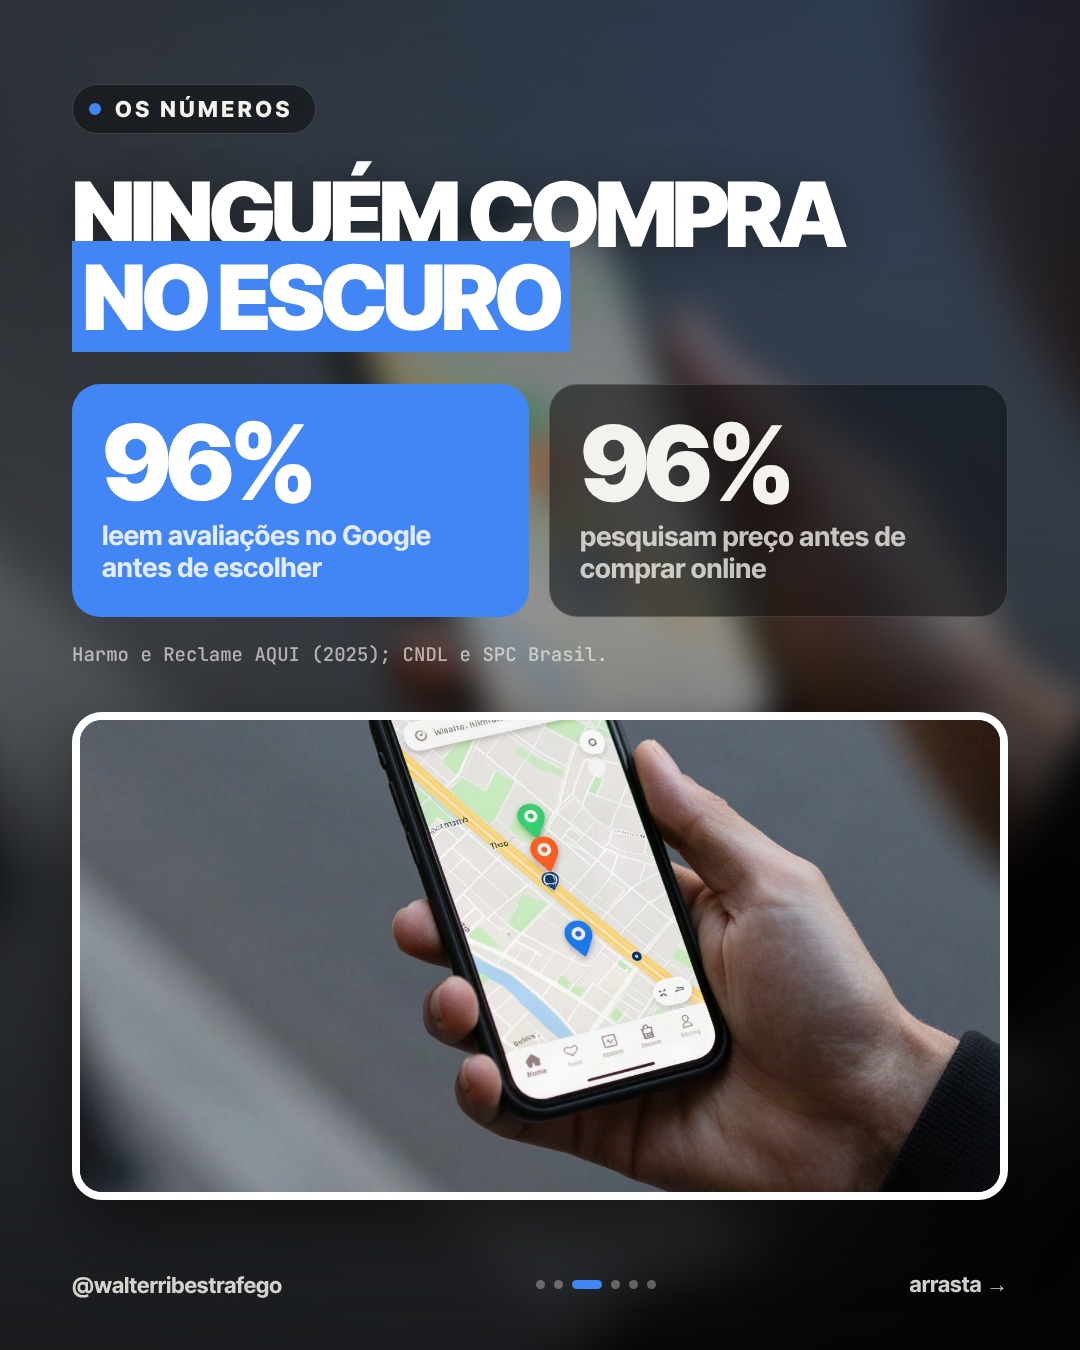 OS NÚMEROS
NINGUÉM COMPRA
NO ESCURO
96%
leem avaliações no Google
antes de escolher
96%
pesquisam preço antes de
comprar online
Harmo e Reclame AQUI (2025); CNDL e SPC Brasil.
@walterribestrafego
arrasta →